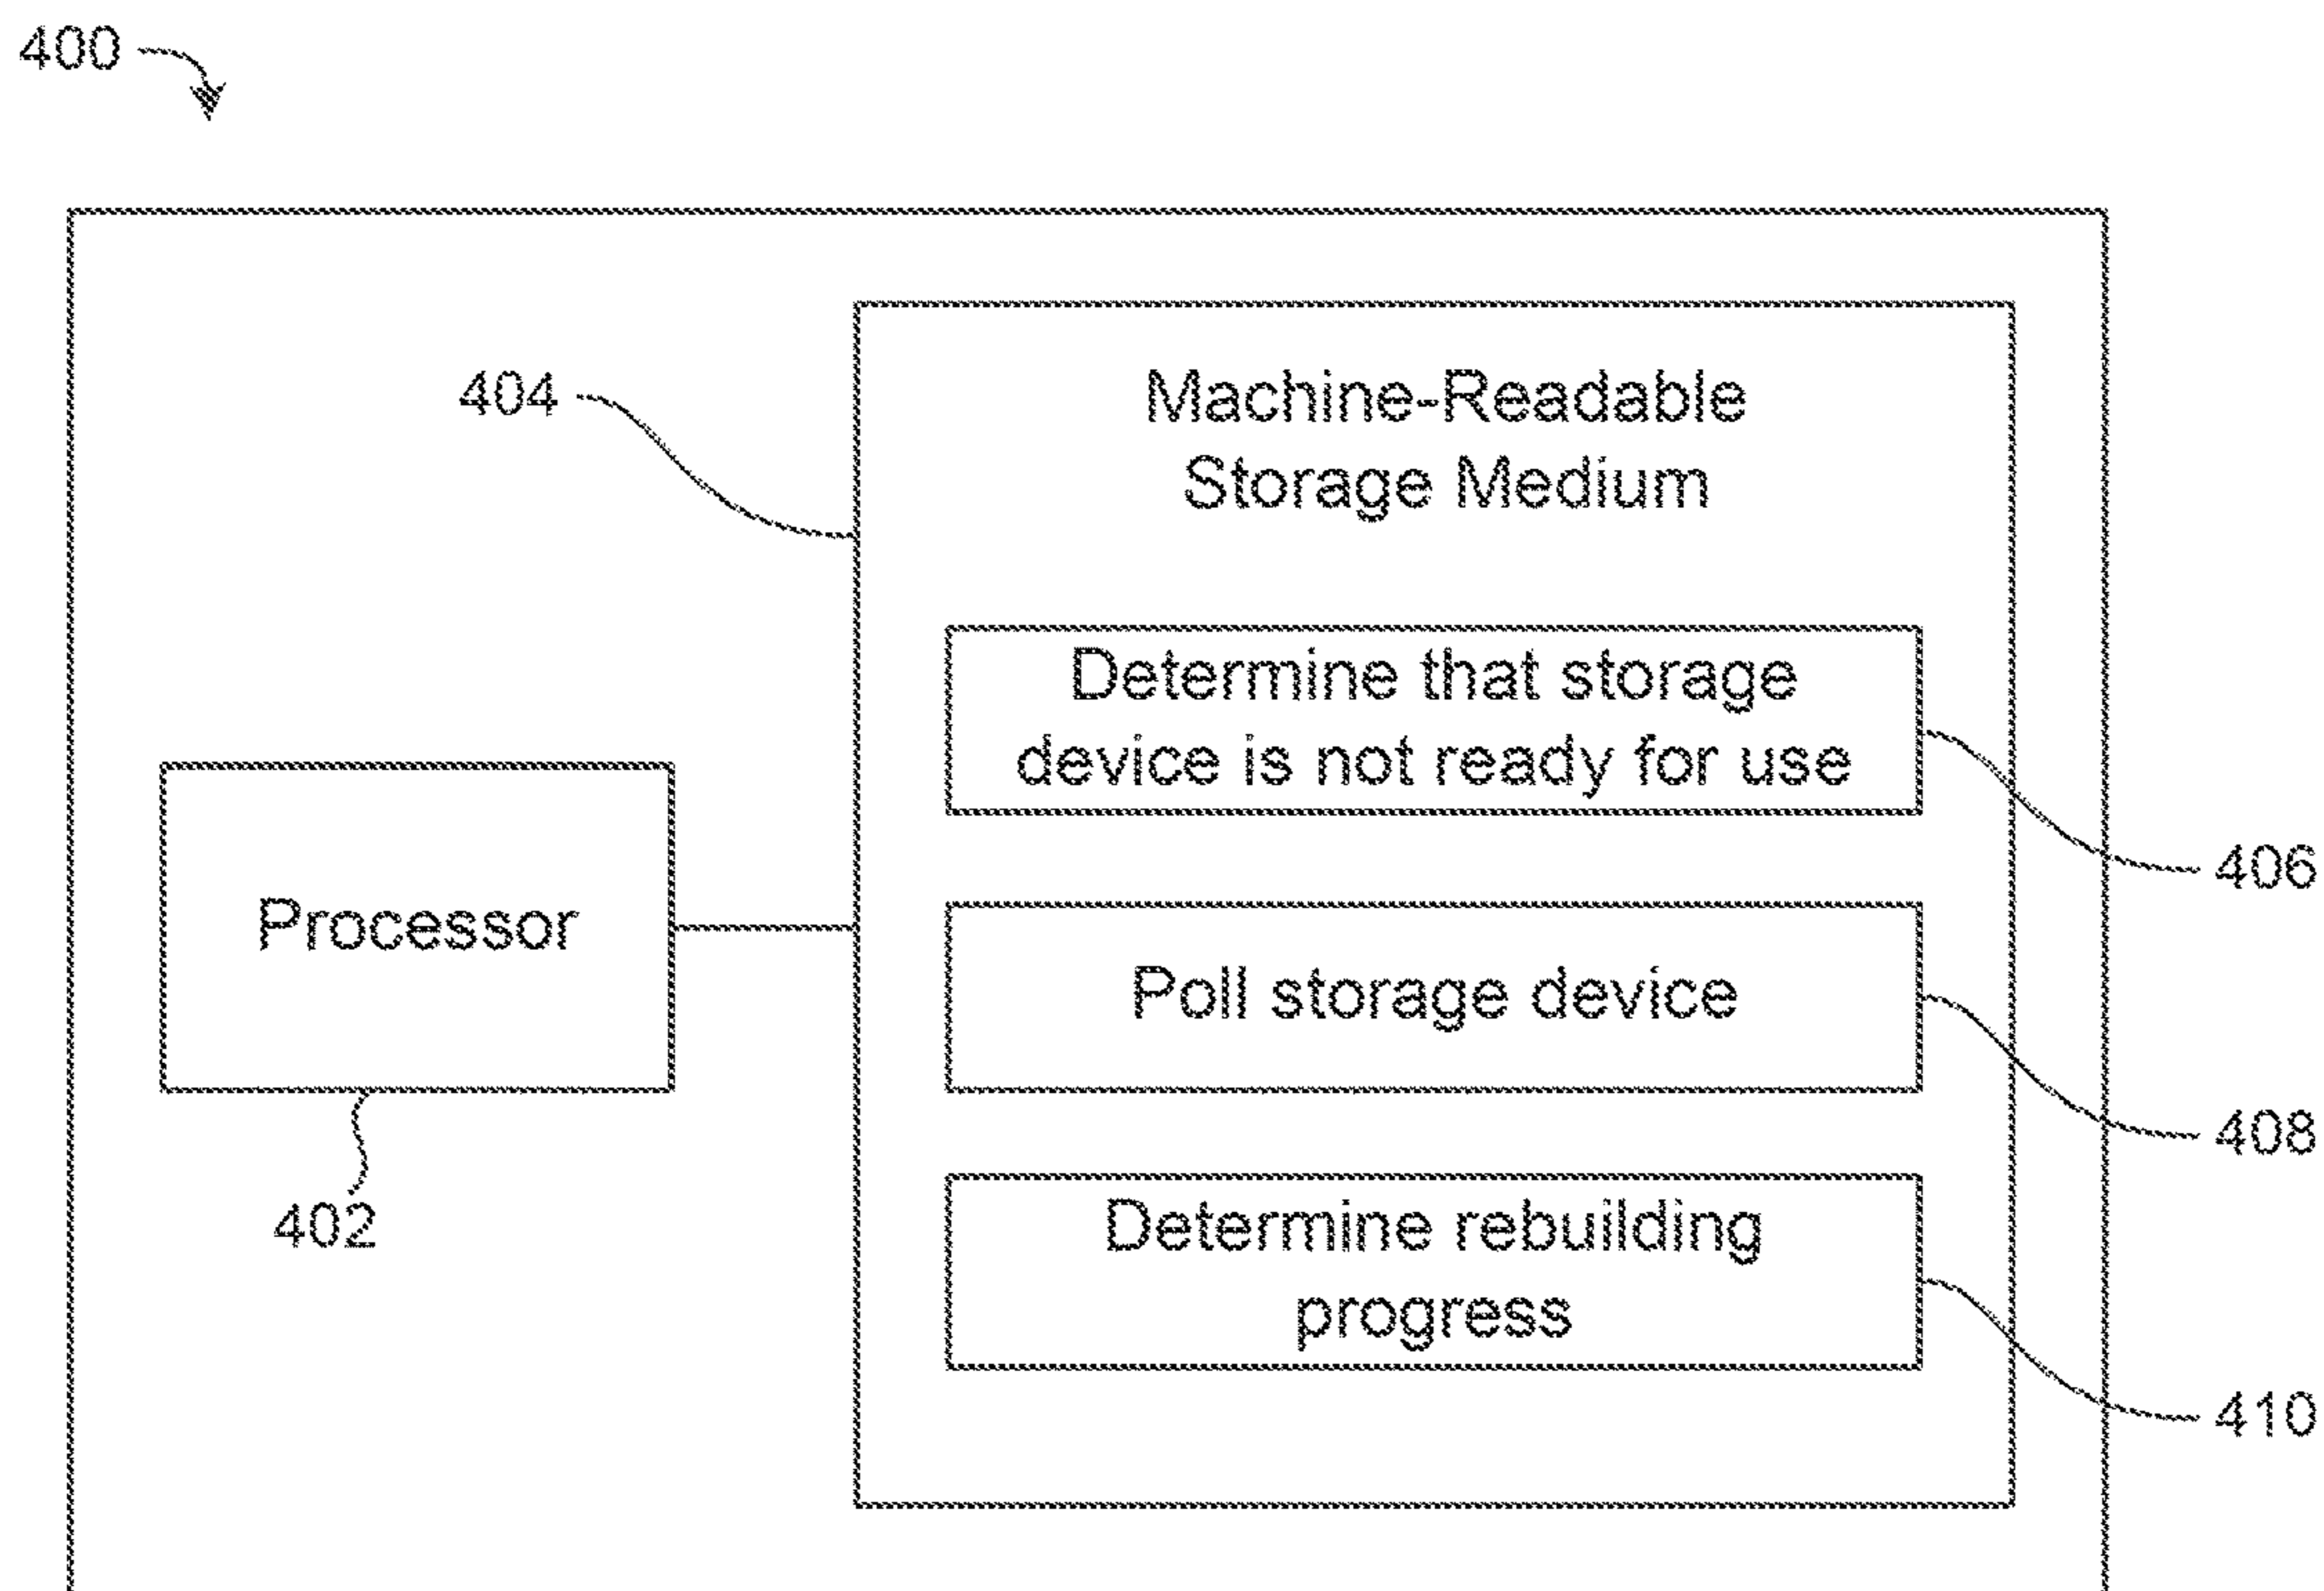 400
404
Machine-Readable
Storage Medium
Determine that storage
device is not ready for use
406
Processor
Poll storage device
408
402
Determine rebuilding
progress
410